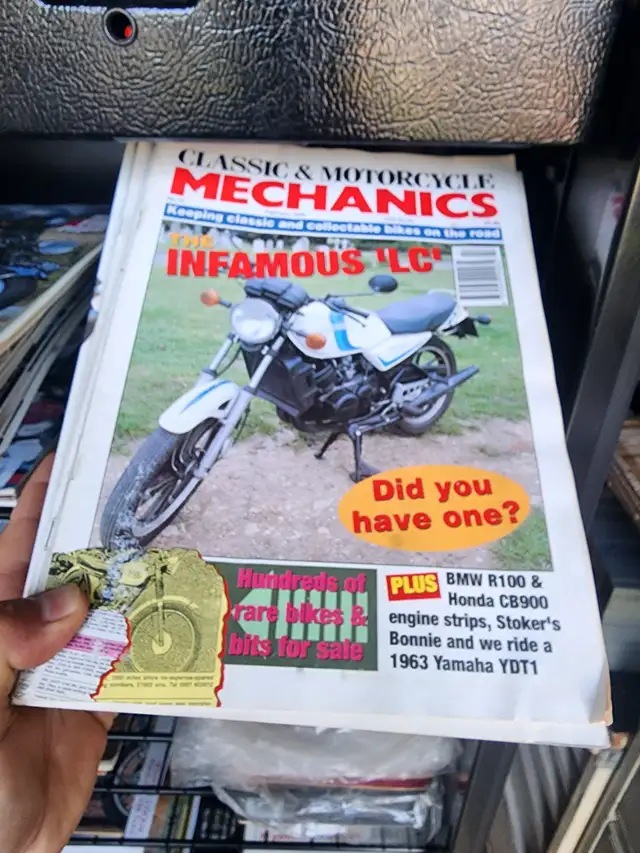 CLASSIC & MOTORCYCLE
MECHANICS
Keeping classic and collectable bikes on the road
THE
INFAMOUS 'LC'
Did you
have one?
Hundreds of
rare bikes &
bits for sale
PLUS BMW R100 &
Honda CB900
engine strips, Stoker's
Bonnie and we ride a
1963 Yamaha YDT1